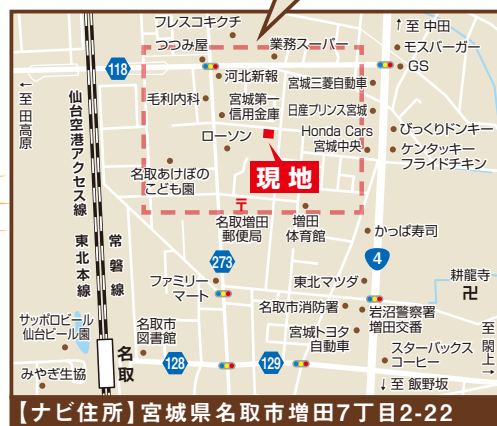 フレスコキクチ
つつみ屋
業務スーパー
↑至 中田
モスバーガー
GS
118
河北新報
宮城三菱自動車
←至 田高原
仙台空港アクセス線
毛利内科
宮城第一
信用金庫
日産プリンス宮城
ローソン
Honda Cars
宮城中央
びっくりドンキー
ケンタッキー
フライドチキン
現地
名取あけぼの
こども園
〒
名取増田
郵便局
増田
体育館
かっぱ寿司
東北本線
常磐線
273
4
ファミリー
マート
東北マツダ
耕龍寺
卍
名取市消防署
岩沼警察署
増田交番
サッポロビール
仙台ビール園
名取市
図書館
宮城トヨタ
自動車
至 閖上→
名取
128
129
スターバックス
コーヒー
みやぎ生協
↓至 飯野坂
【ナビ住所】宮城県名取市増田7丁目2-22